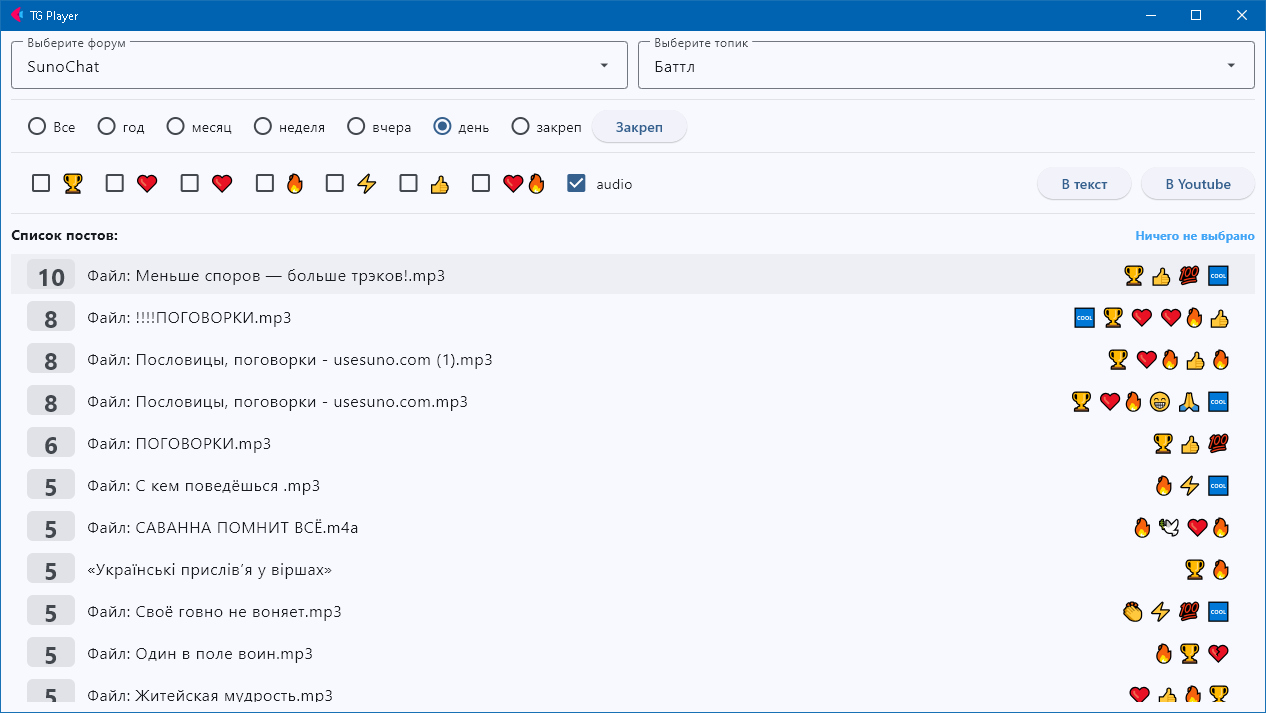 TG Player
Выберите форум
SunoChat
Выберите топик
Баттл
Все год месяц неделя вчера день закреп Закреп
🏆 ❤️ ❤️ 🔥 ⚡ 👍 ❤️‍🔥 audio В текст В Youtube
Список постов: Ничего не выбрано
10 Файл: Меньше споров — больше трэков!.mp3 🏆 👍 💯 🆒
8 Файл: !!!!ПОГОВОРКИ.mp3 🆒 🏆 ❤️ ❤️‍🔥 👍
8 Файл: Пословицы, поговорки - usesuno.com (1).mp3 🏆 ❤️‍🔥 👍 🔥
8 Файл: Пословицы, поговорки - usesuno.com.mp3 🏆 ❤️‍🔥 😁 🙏 🆒
6 Файл: ПОГОВОРКИ.mp3 🏆 👍 💯
5 Файл: С кем поведёшься .mp3 🔥 ⚡ 🆒
5 Файл: САВАННА ПОМНИТ ВСЁ.m4a 🔥 🕊 ❤️‍🔥
5 «Українські прислів’я у віршах» 🏆 🔥
5 Файл: Своё говно не воняет.mp3 👏 ⚡ 💯 🆒
5 Файл: Один в поле воин.mp3 🔥 🏆 💔
5 Файл: Житейская мудрость.mp3 ❤️ 👍 🔥 🏆